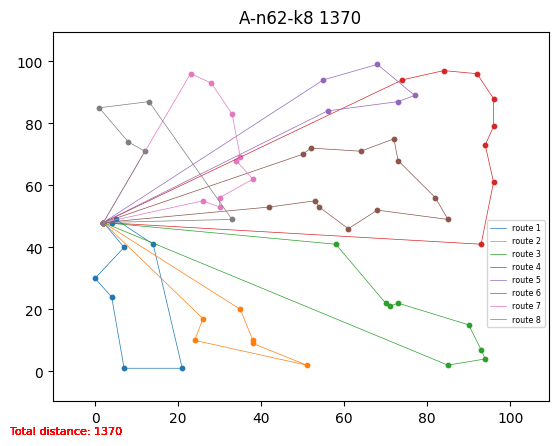 A-n62-k8 1370
100
80
60
40
20
0
0 20 40 60 80 100
route 1
route 2
route 3
route 4
route 5
route 6
route 7
route 8
Total distance: 1370